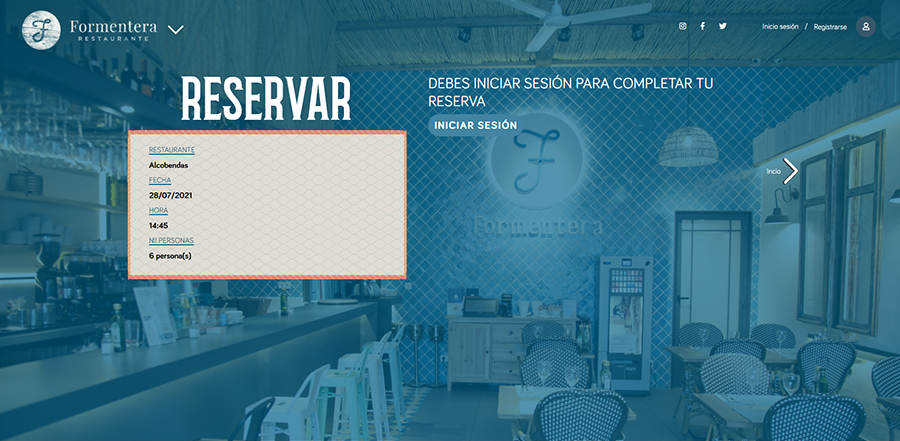 Formentera
RESTAURANTE
Inicio sesión / Registrarse
RESERVAR
RESTAURANTE
Alcobendas
FECHA
28/07/2021
HORA
14:45
Nº PERSONAS
6 persona(s)
DEBES INICIAR SESIÓN PARA COMPLETAR TU
RESERVA
INICIAR SESIÓN
Formentera
Incio